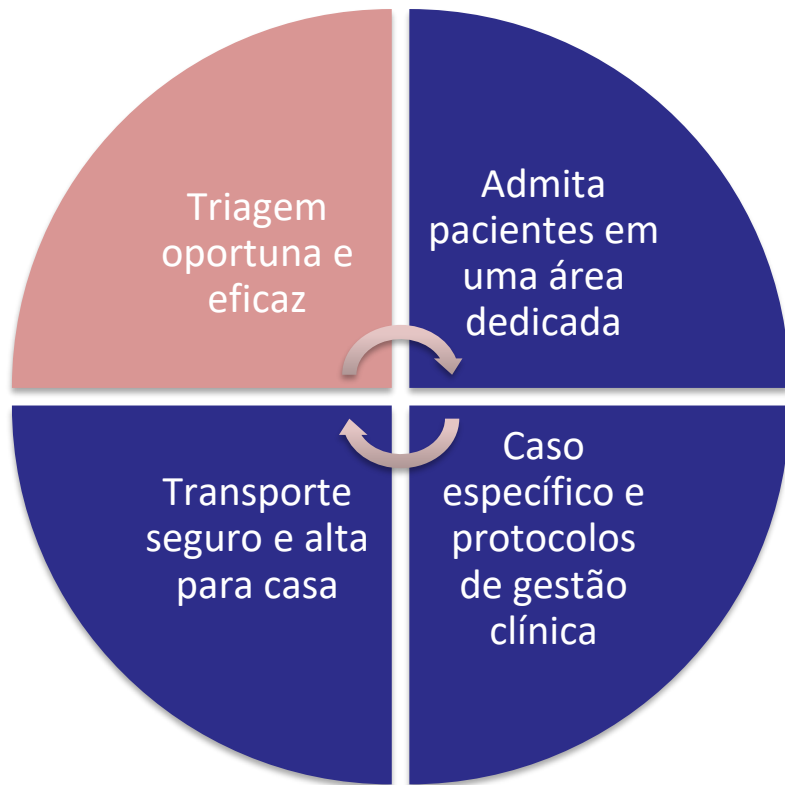 Triagem
oportuna e
eficaz
Admita
pacientes em
uma área
dedicada
Transporte
seguro e alta
para casa
Caso
específico e
protocolos
de gestão
clínica